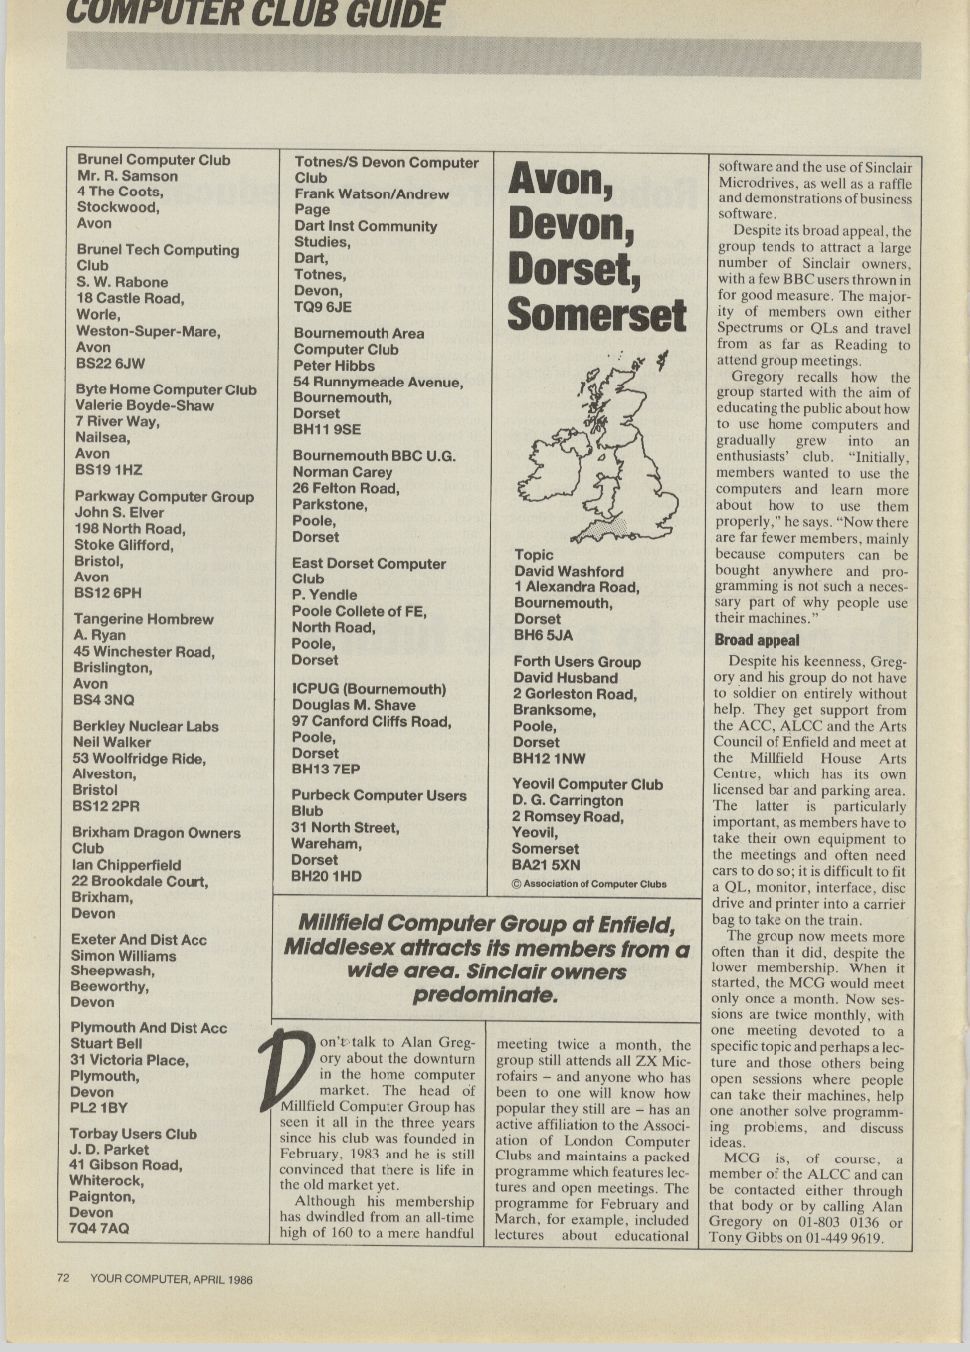 COMPUTER CLUB GUIDE
Brunel Computer Club
Mr. R. Samson
4 The Coots,
Stockwood,
Avon
Brunel Tech Computing
Club
S. W. Rabone
18 Castle Road,
Worle,
Weston-Super-Mare,
Avon
BS22 6JW
Byte Home Computer Club
Valerie Boyde-Shaw
7 River Way,
Nailsea,
Avon
BS19 1HZ
Parkway Computer Group
John S. Elver
198 North Road,
Stoke Glifford,
Bristol,
Avon
BS12 6PH
Tangerine Hombrew
A. Ryan
45 Winchester Road,
Brislington,
Avon
BS4 3NQ
Berkley Nuclear Labs
Neil Walker
53 Woolfridge Ride,
Alveston,
Bristol
BS12 2PR
Brixham Dragon Owners
Club
Ian Chipperfield
22 Brookdale Court,
Brixham,
Devon
Exeter And Dist Acc
Simon Williams
Sheepwash,
Beeworthy,
Devon
Plymouth And Dist Acc
Stuart Bell
31 Victoria Place,
Plymouth,
Devon
PL2 1BY
Torbay Users Club
J. D. Parket
41 Gibson Road,
Whiterock,
Paignton,
Devon
7Q4 7AQ
Totnes/S Devon Computer
Club
Frank Watson/Andrew
Page
Dart Inst Community
Studies,
Dart,
Totnes,
Devon,
TQ9 6JE
Bournemouth Area
Computer Club
Peter Hibbs
54 Runnymeade Avenue,
Bournemouth,
Dorset
BH11 9SE
Bournemouth BBC U.G.
Norman Carey
26 Felton Road,
Parkstone,
Poole,
Dorset
East Dorset Computer
Club
P. Yendle
Poole Collete of FE,
North Road,
Poole,
Dorset
ICPUG (Bournemouth)
Douglas M. Shave
97 Canford Cliffs Road,
Poole,
Dorset
BH13 7EP
Purbeck Computer Users
Blub
31 North Street,
Wareham,
Dorset
BH20 1HD
Avon,
Devon,
Dorset,
Somerset
Topic
David Washford
1 Alexandra Road,
Bournemouth,
Dorset
BH6 5JA
Forth Users Group
David Husband
2 Gorleston Road,
Branksome,
Poole,
Dorset
BH12 1NW
Yeovil Computer Club
D. G. Carrington
2 Romsey Road,
Yeovil,
Somerset
BA21 5XN
© Association of Computer Clubs
Millfield Computer Group at Enfield,
Middlesex attracts its members from a
wide area. Sinclair owners
predominate.
Don't talk to Alan Greg-
ory about the downturn
in the home computer
market. The head of
Millfield Computer Group has
seen it all in the three years
since his club was founded in
February, 1983 and he is still
convinced that there is life in
the old market yet.
Although his membership
has dwindled from an all-time
high of 160 to a mere handful
meeting twice a month, the
group still attends all ZX Mic-
rofairs – and anyone who has
been to one will know how
popular they still are – has an
active affiliation to the Associ-
ation of London Computer
Clubs and maintains a packed
programme which features lec-
tures and open meetings. The
programme for February and
March, for example, included
lectures about educational
software and the use of Sinclair
Microdrives, as well as a raffle
and demonstrations of business
software.
Despite its broad appeal, the
group tends to attract a large
number of Sinclair owners,
with a few BBC users thrown in
for good measure. The major-
ity of members own either
Spectrums or QLs and travel
from as far as Reading to
attend group meetings.
Gregory recalls how the
group started with the aim of
educating the public about how
to use home computers and
gradually grew into an
enthusiasts' club. "Initially,
members wanted to use the
computers and learn more
about how to use them
properly," he says. "Now there
are far fewer members, mainly
because computers can be
bought anywhere and pro-
gramming is not such a neces-
sary part of why people use
their machines."
Broad appeal
Despite his keenness, Greg-
ory and his group do not have
to soldier on entirely without
help. They get support from
the ACC, ALCC and the Arts
Council of Enfield and meet at
the Millfield House Arts
Centre, which has its own
licensed bar and parking area.
The latter is particularly
important, as members have to
take their own equipment to
the meetings and often need
cars to do so; it is difficult to fit
a QL, monitor, interface, disc
drive and printer into a carrier
bag to take on the train.
The group now meets more
often than it did, despite the
lower membership. When it
started, the MCG would meet
only once a month. Now ses-
sions are twice monthly, with
one meeting devoted to a
specific topic and perhaps a lec-
ture and those others being
open sessions where people
can take their machines, help
one another solve programm-
ing problems, and discuss
ideas.
MCG is, of course, a
member of the ALCC and can
be contacted either through
that body or by calling Alan
Gregory on 01-803 0136 or
Tony Gibbs on 01-449 9619.
72 YOUR COMPUTER, APRIL 1986